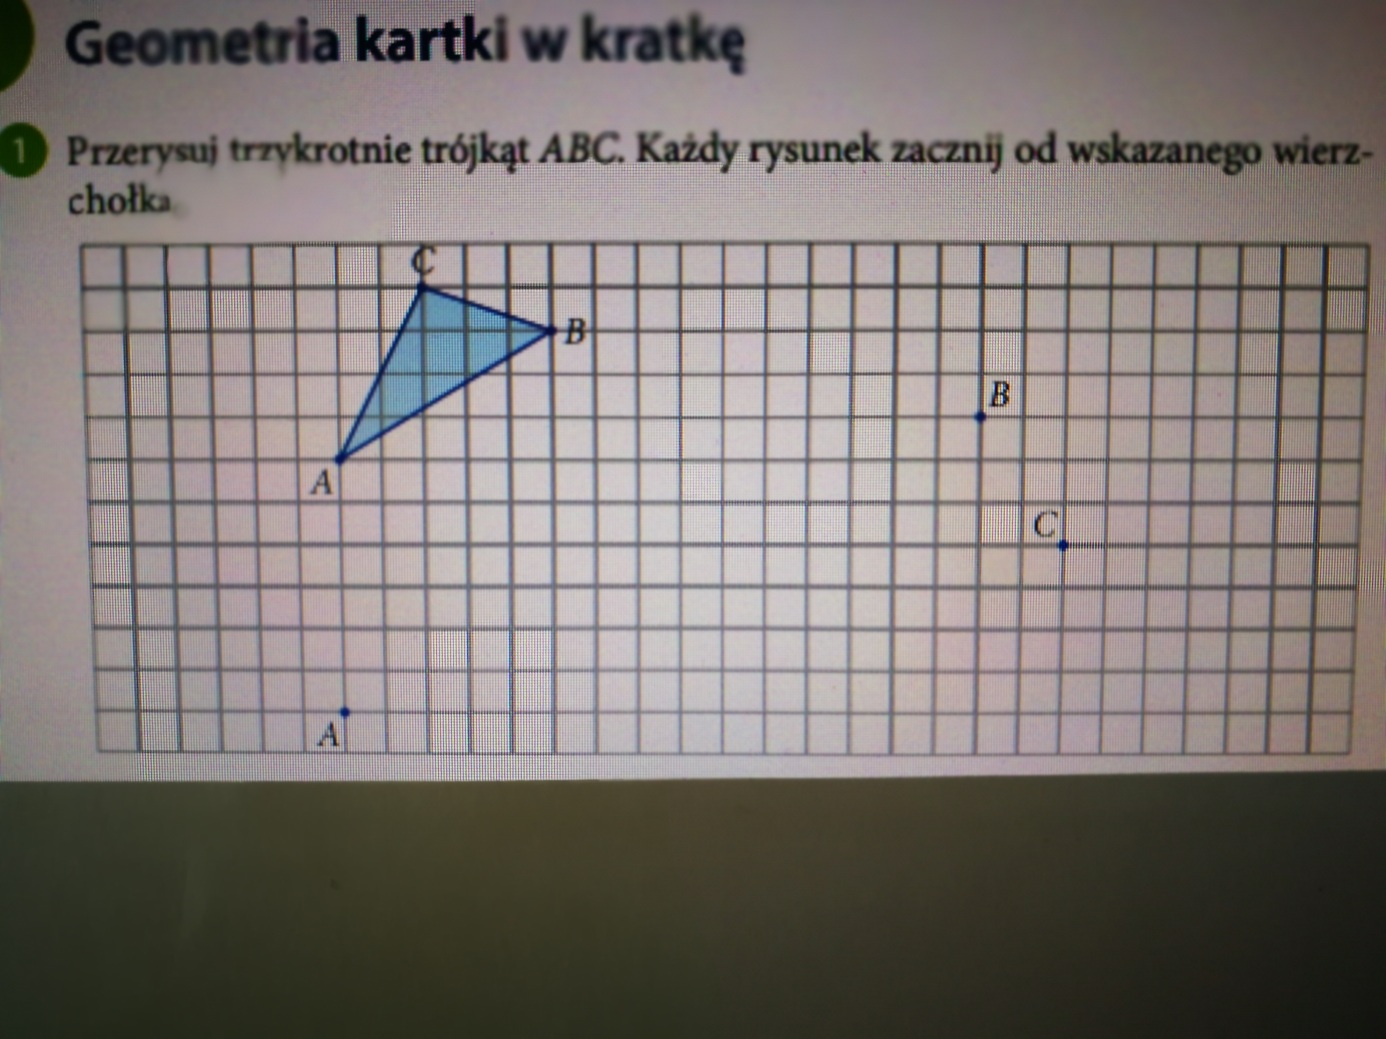 Geometria kartki w kratkę
1 Przerysuj trzykrotnie trójkąt ABC. Każdy rysunek zacznij od wskazanego wierz-
chołka
C
B
B
A
C
A